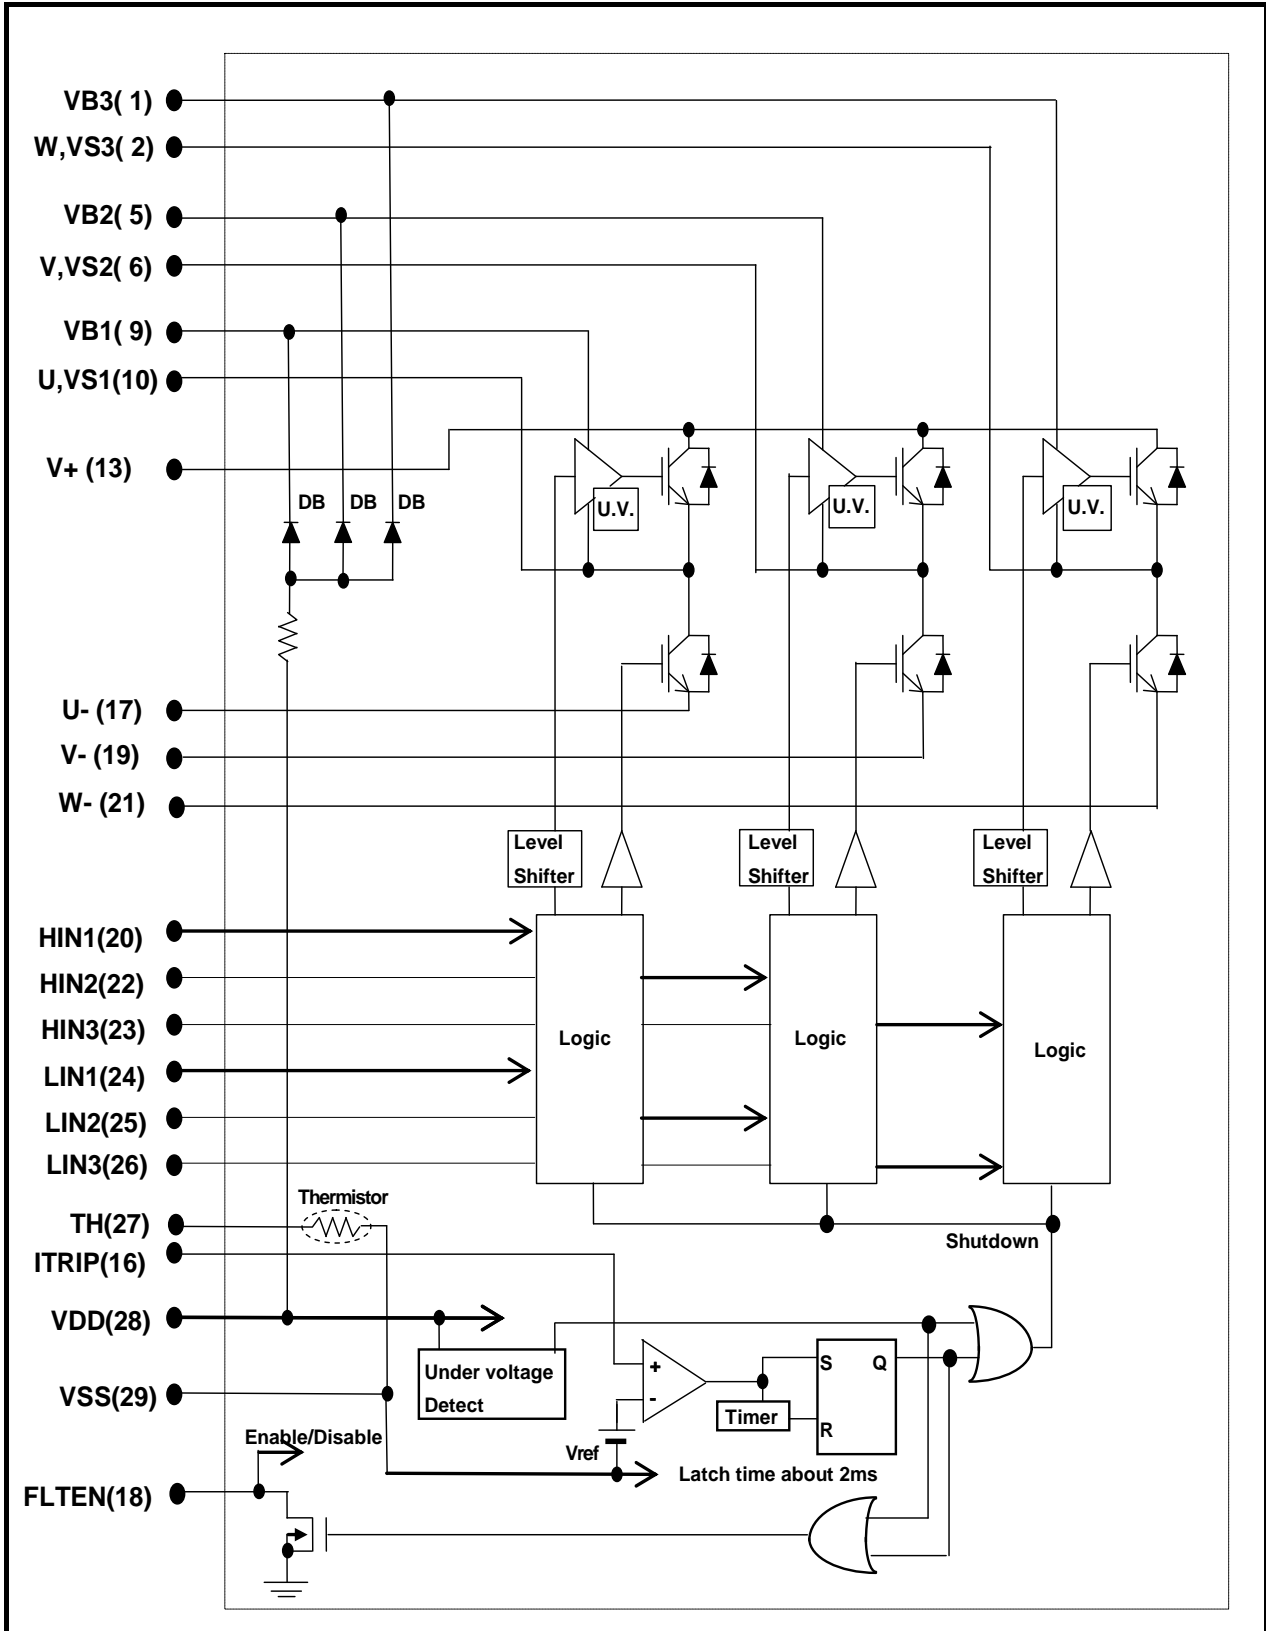 VB3( 1)
W,VS3( 2)
VB2( 5)
V,VS2( 6)
VB1( 9)
U,VS1(10)
V+ (13)
DB DB DB
U.V. U.V. U.V.
U- (17)
V- (19)
W- (21)
Level
Shifter
Level
Shifter
Level
Shifter
HIN1(20)
HIN2(22)
HIN3(23)
LIN1(24)
LIN2(25)
LIN3(26)
Logic
Logic
Logic
Thermistor
TH(27)
ITRIP(16)
Shutdown
VDD(28)
Under voltage
Detect
+
-
S Q
R
Timer
VSS(29)
Vref
Enable/Disable
Latch time about 2ms
FLTEN(18)